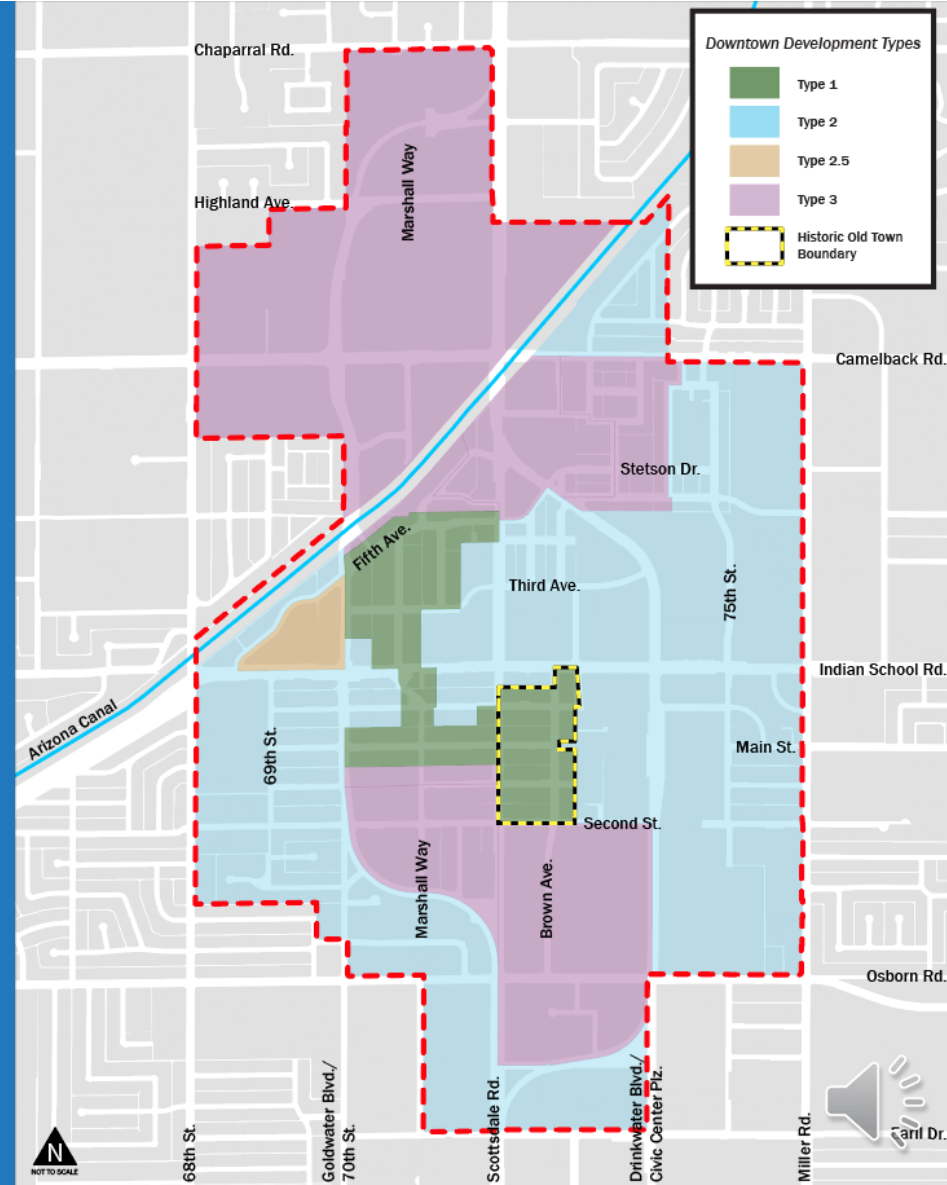 Downtown Development Types
Type 1
Type 2
Type 2.5
Type 3
Historic Old Town
Boundary
Chaparral Rd.
Marshall Way
Highland Ave.
Camelback Rd.
Stetson Dr.
Fifth Ave.
Third Ave.
75th St.
Indian School Rd.
Arizona Canal
69th St.
Main St.
Second St.
Marshall Way
Brown Ave.
Osborn Rd.
68th St.
Goldwater Blvd./
70th St.
Scottsdale Rd.
Drinkwater Blvd./
Civic Center Plz.
Miller Rd.
Dr.
N
NOT TO SCALE